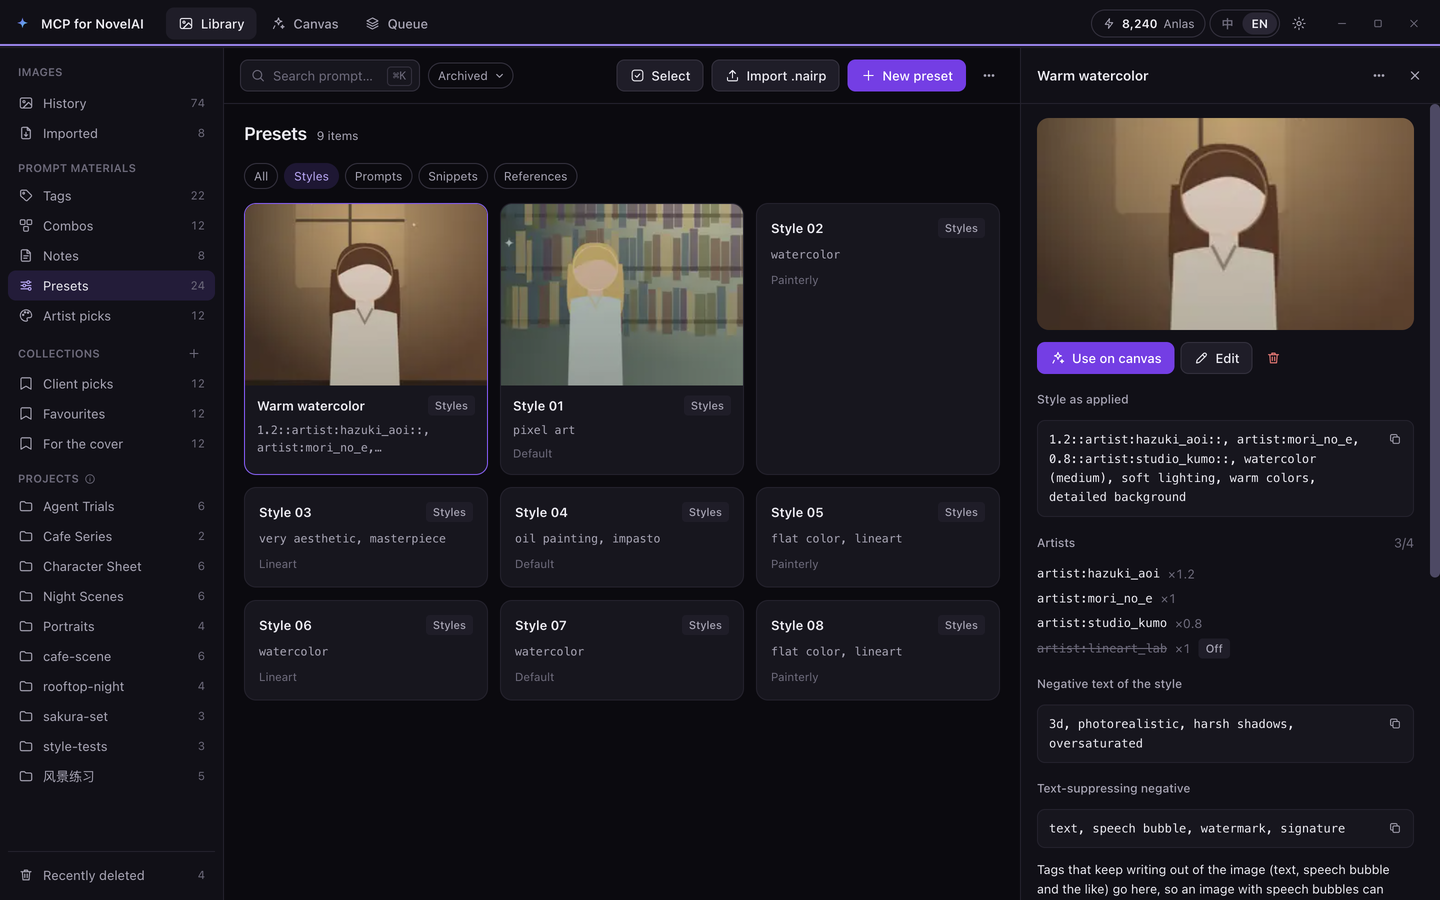 MCP for NovelAI
Library
Canvas
Queue
8,240 Anlas
中 EN
IMAGES
History 74
Imported 8
PROMPT MATERIALS
Tags 22
Combos 12
Notes 8
Presets 24
Artist picks 12
COLLECTIONS
Client picks 12
Favourites 12
For the cover 12
PROJECTS
Agent Trials 6
Cafe Series 2
Character Sheet 6
Night Scenes 6
Portraits 4
cafe-scene 6
rooftop-night 4
sakura-set 3
style-tests 3
风景练习 5
Recently deleted 4
Search prompt... ⌘K
Archived
Select
Import .nairp
New preset
Presets 9 items
All
Styles
Prompts
Snippets
References
Warm watercolor Styles
1.2::artist:hazuki_aoi::,
artist:mori_no_e,…
Style 01 Styles
pixel art
Default
Style 02 Styles
watercolor
Painterly
Style 03 Styles
very aesthetic, masterpiece
Lineart
Style 04 Styles
oil painting, impasto
Default
Style 05 Styles
flat color, lineart
Painterly
Style 06 Styles
watercolor
Lineart
Style 07 Styles
watercolor
Default
Style 08 Styles
flat color, lineart
Painterly
Warm watercolor
Use on canvas
Edit
Style as applied
1.2::artist:hazuki_aoi::, artist:mori_no_e,
0.8::artist:studio_kumo::, watercolor
(medium), soft lighting, warm colors,
detailed background
Artists 3/4
artist:hazuki_aoi ×1.2
artist:mori_no_e ×1
artist:studio_kumo ×0.8
artist:lineart_lab ×1 Off
Negative text of the style
3d, photorealistic, harsh shadows,
oversaturated
Text-suppressing negative
text, speech bubble, watermark, signature
Tags that keep writing out of the image (text, speech bubble
and the like) go here, so an image with speech bubbles can